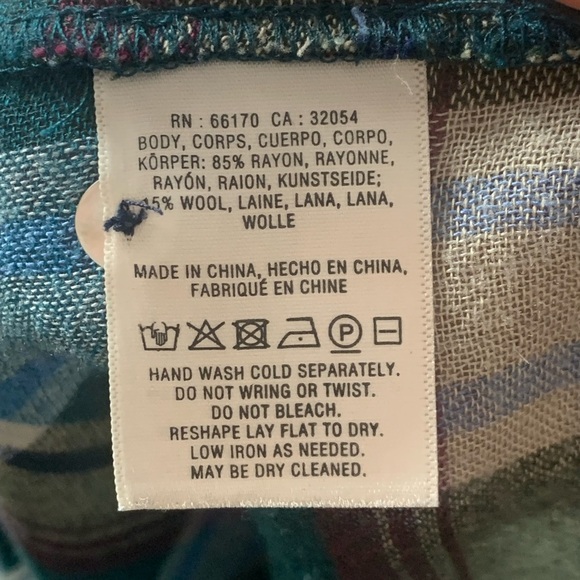 RN : 66170 CA : 32054
BODY, CORPS, CUERPO, CORPO,
KÖRPER: 85% RAYON, RAYONNE,
RAYÓN, RAION, KUNSTSEIDE;
15% WOOL, LAINE, LANA, LANA,
WOLLE
MADE IN CHINA, HECHO EN CHINA,
FABRIQUÉ EN CHINE
P
HAND WASH COLD SEPARATELY.
DO NOT WRING OR TWIST.
DO NOT BLEACH.
RESHAPE LAY FLAT TO DRY.
LOW IRON AS NEEDED.
MAY BE DRY CLEANED.